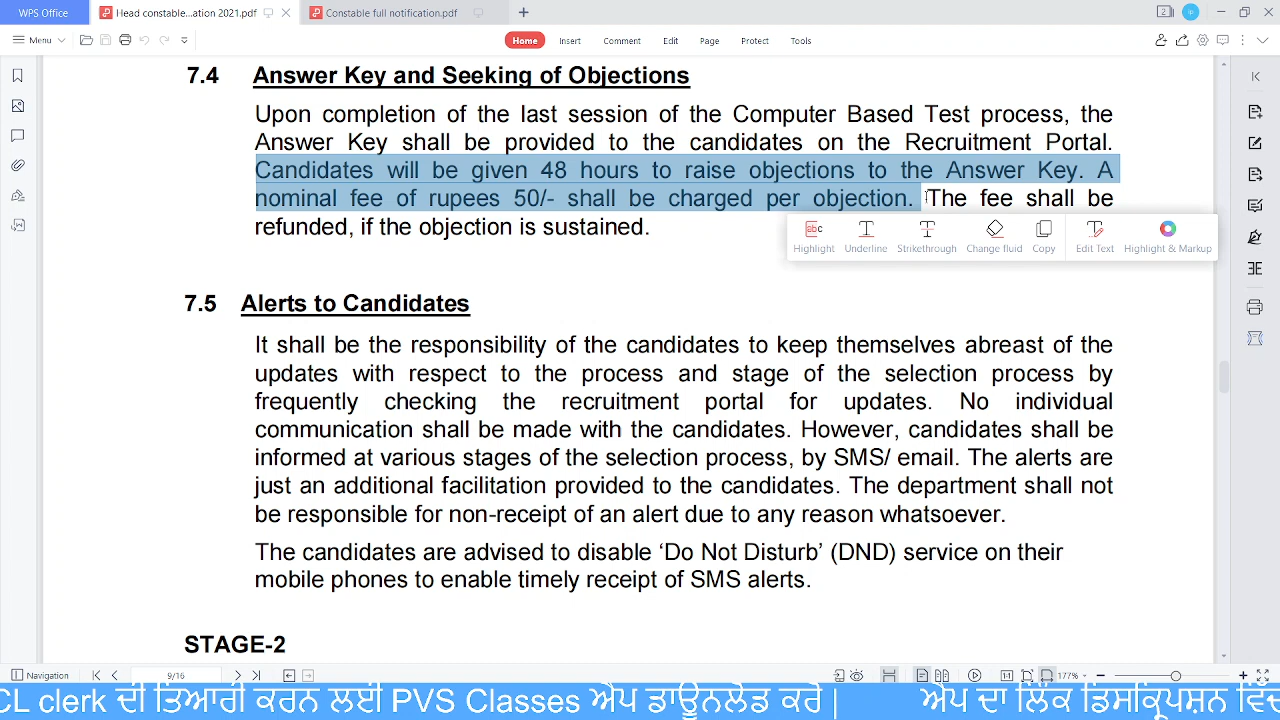 WPS Office
Head constable...ation 2021.pdf
Constable full notification.pdf
Menu
Home
Insert
Comment
Edit
Page
Protect
Tools
7.4 Answer Key and Seeking of Objections
Upon completion of the last session of the Computer Based Test process, the
Answer Key shall be provided to the candidates on the Recruitment Portal.
Candidates will be given 48 hours to raise objections to the Answer Key. A
nominal fee of rupees 50/- shall be charged per objection. The fee shall be
refunded, if the objection is sustained.
abc
Highlight
Underline
Strikethrough
Change fluid
Copy
Edit Text
Highlight & Markup
7.5 Alerts to Candidates
It shall be the responsibility of the candidates to keep themselves abreast of the
updates with respect to the process and stage of the selection process by
frequently checking the recruitment portal for updates. No individual
communication shall be made with the candidates. However, candidates shall be
informed at various stages of the selection process, by SMS/ email. The alerts are
just an additional facilitation provided to the candidates. The department shall not
be responsible for non-receipt of an alert due to any reason whatsoever.
The candidates are advised to disable ‘Do Not Disturb’ (DND) service on their
mobile phones to enable timely receipt of SMS alerts.
STAGE-2
Navigation
9/16
177%
CL clerk ਦੀ ਤਿਆਰੀ ਕਰਨ ਲਈ PVS Classes ਐਪ ਡਾਊਨਲੋਡ ਕਰੋ | ਐਪ ਦਾ ਲਿੰਕ ਡਿਸਕ੍ਰਿਪਸ਼ਨ ਵਿੱਚ